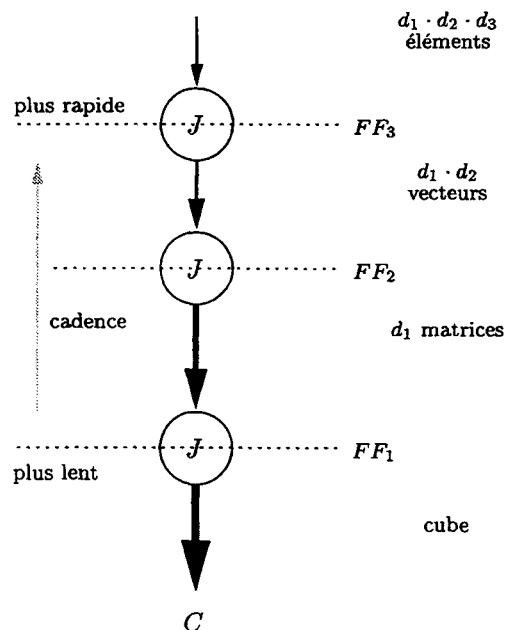 d₁ · d₂ · d₃
éléments
plus rapide
J
FF₃
d₁ · d₂
vecteurs
J
FF₂
cadence
d₁ matrices
J
FF₁
plus lent
cube
C